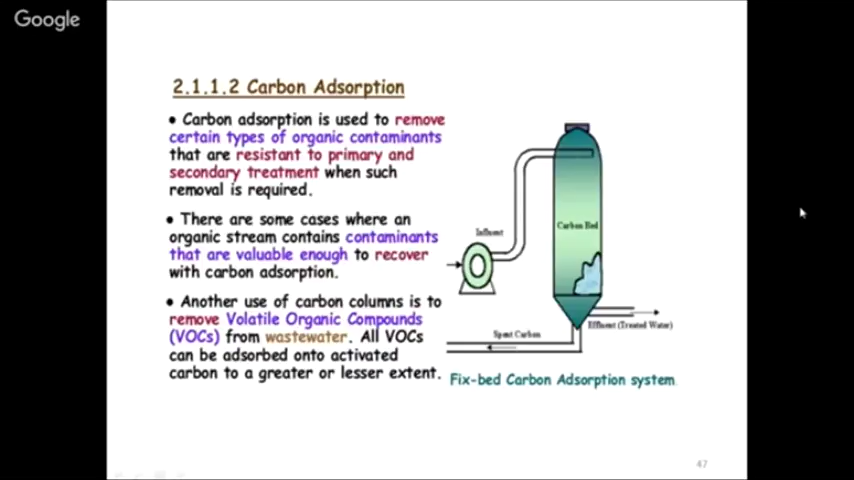 Google
2.1.1.2 Carbon Adsorption
• Carbon adsorption is used to remove
certain types of organic contaminants
that are resistant to primary and
secondary treatment when such
removal is required.
• There are some cases where an
organic stream contains contaminants
that are valuable enough to recover
with carbon adsorption.
• Another use of carbon columns is to
remove Volatile Organic Compounds
(VOCs) from wastewater. All VOCs
can be adsorbed onto activated
carbon to a greater or lesser extent.
Influent
Carbon Bed
Effluent (Treated Water)
Spent Carbon
Fix-bed Carbon Adsorption system
47